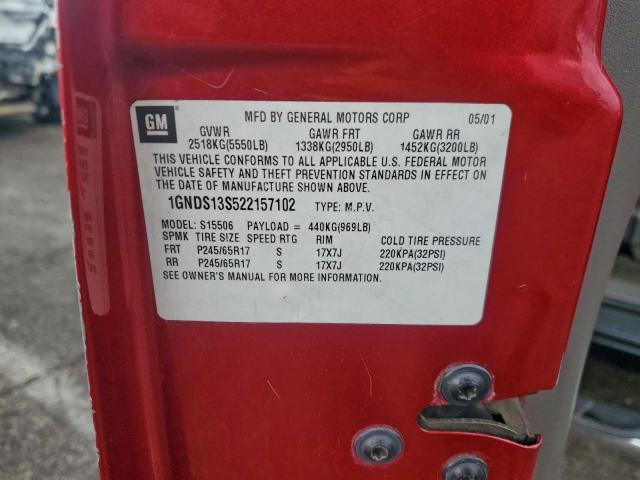 GM
MFD BY GENERAL MOTORS CORP 05/01
GVWR GAWR FRT GAWR RR
2518KG(5550LB) 1338KG(2950LB) 1452KG(3200LB)
THIS VEHICLE CONFORMS TO ALL APPLICABLE U.S. FEDERAL MOTOR
VEHICLE SAFETY AND THEFT PREVENTION STANDARDS IN EFFECT ON
THE DATE OF MANUFACTURE SHOWN ABOVE.
1GNDS13S522157102 TYPE: M.P.V.
MODEL: S15506 PAYLOAD = 440KG(969LB)
SPMK TIRE SIZE SPEED RTG RIM COLD TIRE PRESSURE
FRT P245/65R17 S 17X7J 220KPA(32PSI)
RR P245/65R17 S 17X7J 220KPA(32PSI)
SEE OWNER'S MANUAL FOR MORE INFORMATION.